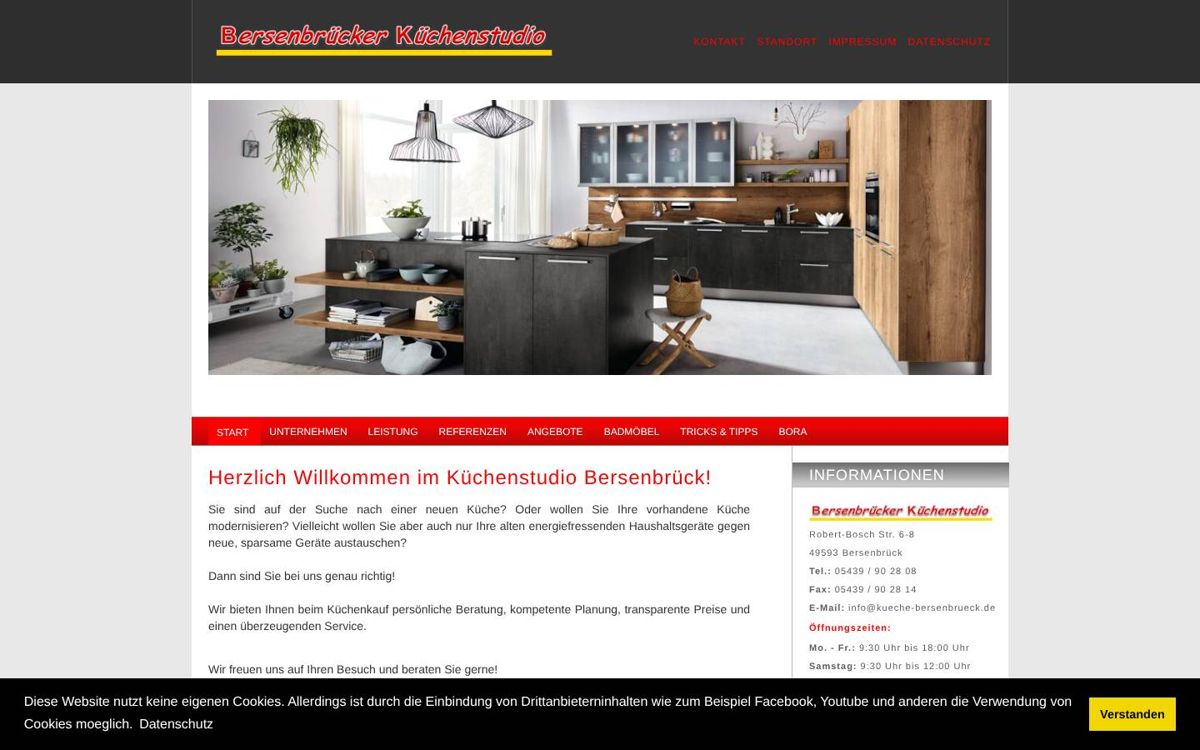 Bersenbrücker Küchenstudio
KONTAKT STANDORT IMPRESSUM DATENSCHUTZ
START UNTERNEHMEN LEISTUNG REFERENZEN ANGEBOTE BADMÖBEL TRICKS & TIPPS BORA
Herzlich Willkommen im Küchenstudio Bersenbrück!
Sie sind auf der Suche nach einer neuen Küche? Oder wollen Sie Ihre vorhandene Küche
modernisieren? Vielleicht wollen Sie aber auch nur Ihre alten energiefressenden Haushaltsgeräte gegen
neue, sparsame Geräte austauschen?
Dann sind Sie bei uns genau richtig!
Wir bieten Ihnen beim Küchenkauf persönliche Beratung, kompetente Planung, transparente Preise und
einen überzeugenden Service.
Wir freuen uns auf Ihren Besuch und beraten Sie gerne!
INFORMATIONEN
Bersenbrücker Küchenstudio
Robert-Bosch Str. 6-8
49593 Bersenbrück
Tel.: 05439 / 90 28 08
Fax: 05439 / 90 28 14
E-Mail: info@kueche-bersenbrueck.de
Öffnungszeiten:
Mo. - Fr.: 9:30 Uhr bis 18:00 Uhr
Samstag: 9:30 Uhr bis 12:00 Uhr
Diese Website nutzt keine eigenen Cookies. Allerdings ist durch die Einbindung von Drittanbieterninhalten wie zum Beispiel Facebook, Youtube und anderen die Verwendung von
Cookies moeglich. Datenschutz
Verstanden